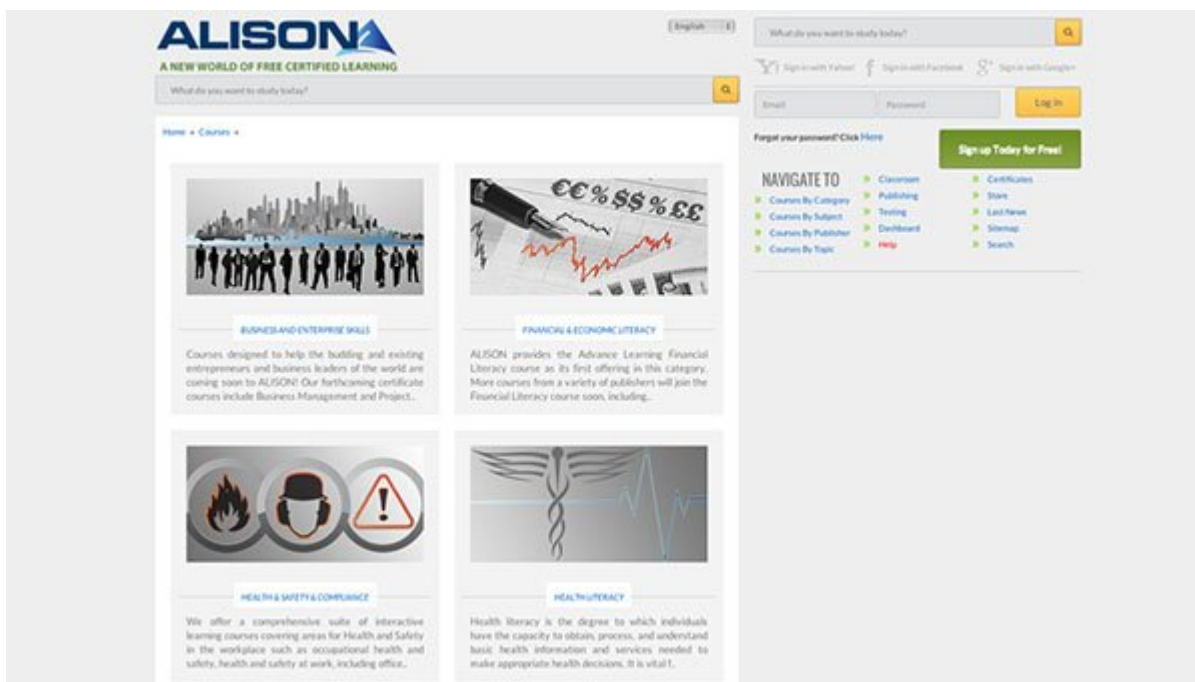 ALISON
A NEW WORLD OF FREE CERTIFIED LEARNING
English
What do you want to study today?
Home » Courses »
BUSINESS AND ENTERPRISE SKILLS
Courses designed to help the budding and existing
entrepreneurs and business leaders of the world are
coming soon to ALISON! Our forthcoming certificate
courses include Business Management and Project..
€€ % $$ % ££
FINANCIAL & ECONOMIC LITERACY
ALISON provides the Advance Learning Financial
Literacy course as its first offering in this category.
More courses from a variety of publishers will join the
Financial Literacy course soon, including..
HEALTH & SAFETY & COMPLIANCE
We offer a comprehensive suite of interactive
learning courses covering areas for Health and Safety
in the workplace such as occupational health and
safety, health and safety at work, including office..
HEALTH LITERACY
Health literacy is the degree to which individuals
have the capacity to obtain, process, and understand
basic health information and services needed to
make appropriate health decisions. It is vital t.
What do you want to study today?
Sign in with Yahoo! Sign in with Facebook Sign in with Google+
Email Password Log in
Forgot your password? Click Here
Sign up Today for Free!
NAVIGATE TO
Courses By Category
Courses By Subject
Courses By Publisher
Courses By Topic
Classroom
Publishing
Testing
Dashboard
Help
Certificates
Store
Last News
Sitemap
Search